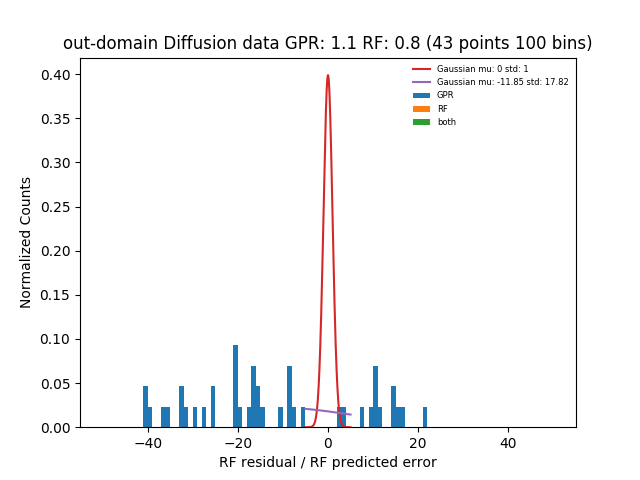 out-domain Diffusion data GPR: 1.1 RF: 0.8 (43 points 100 bins)
Gaussian mu: 0 std: 1
Gaussian mu: -11.85 std: 17.82
GPR
RF
both
0.40
0.35
0.30
0.25
0.20
0.15
0.10
0.05
0.00
Normalized Counts
−40 −20 0 20 40
RF residual / RF predicted error